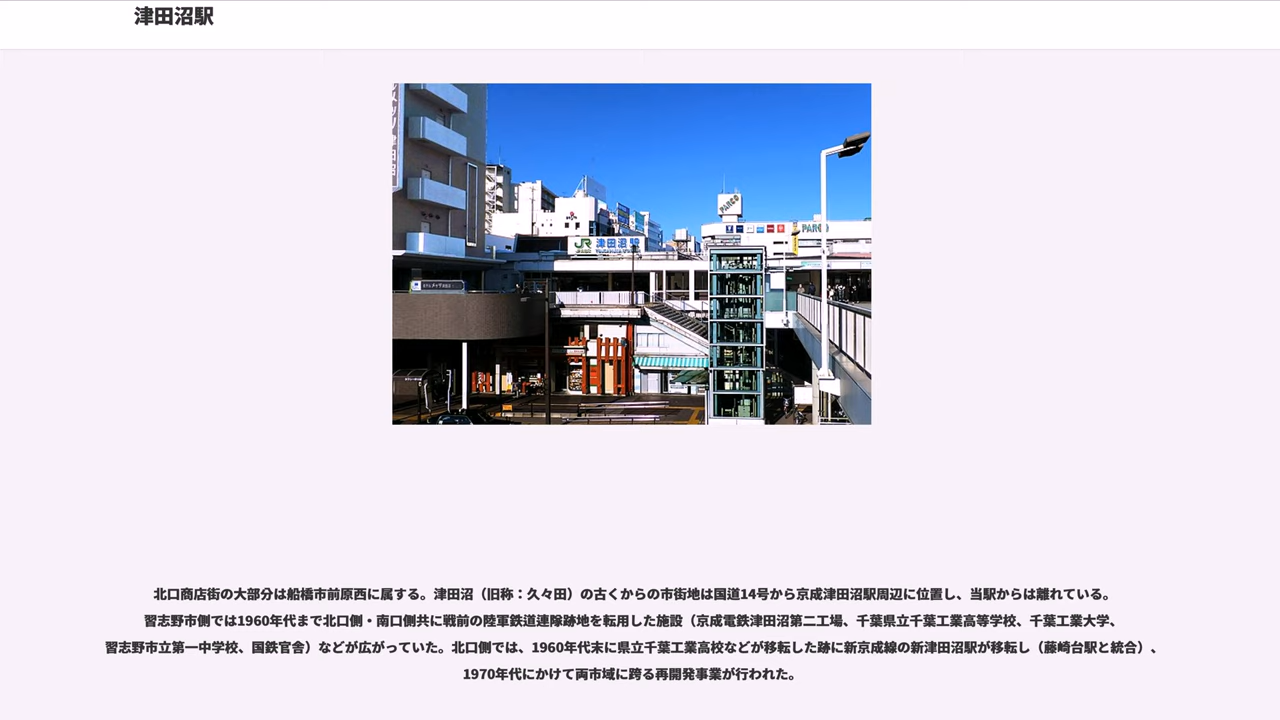 津田沼駅
JR 津田沼駅
PARCO
PARCO
北口商店街の大部分は船橋市前原西に属する。津田沼（旧称：久々田）の古くからの市街地は国道14号から京成津田沼駅周辺に位置し、当駅からは離れている。
習志野市側では1960年代まで北口側・南口側共に戦前の陸軍鉄道連隊跡地を転用した施設（京成電鉄津田沼第二工場、千葉県立千葉工業高等学校、千葉工業大学、
習志野市立第一中学校、国鉄官舎）などが広がっていた。北口側では、1960年代末に県立千葉工業高校などが移転した跡に新京成線の新津田沼駅が移転し（藤崎台駅と統合）、
1970年代にかけて両市域に跨る再開発事業が行われた。